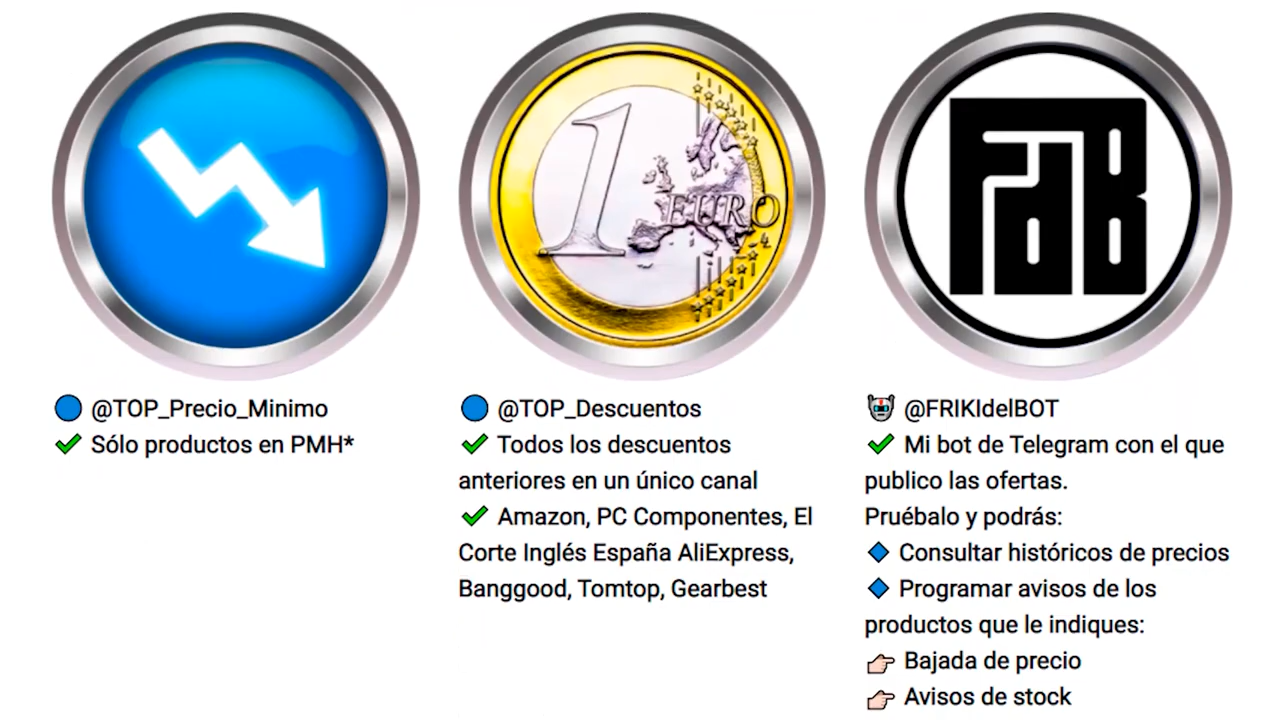 1
EURO
FdB
@TOP_Precio_Minimo
Sólo productos en PMH*
@TOP_Descuentos
Todos los descuentos
anteriores en un único canal
Amazon, PC Componentes, El
Corte Inglés España AliExpress,
Banggood, Tomtop, Gearbest
@FRIKIdelBOT
Mi bot de Telegram con el que
publico las ofertas.
Pruébalo y podrás:
Consultar históricos de precios
Programar avisos de los
productos que le indiques:
Bajada de precio
Avisos de stock